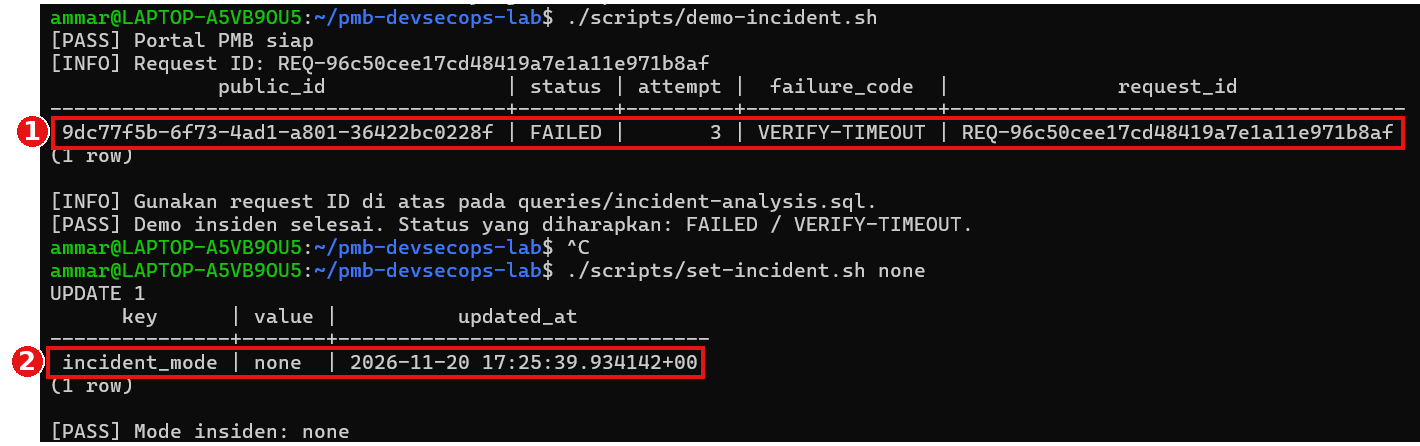 ammar@LAPTOP-A5VB9OU5:~/pmb-devsecops-lab$ ./scripts/demo-incident.sh
[PASS] Portal PMB siap
[INFO] Request ID: REQ-96c50cee17cd48419a7e1a11e971b8af
public_id | status | attempt | failure_code | request_id
--------------------------------------+--------+---------+----------------+--------------------------------------
1 9dc77f5b-6f73-4ad1-a801-36422bc0228f | FAILED | 3 | VERIFY-TIMEOUT | REQ-96c50cee17cd48419a7e1a11e971b8af
(1 row)
[INFO] Gunakan request ID di atas pada queries/incident-analysis.sql.
[PASS] Demo insiden selesai. Status yang diharapkan: FAILED / VERIFY-TIMEOUT.
ammar@LAPTOP-A5VB9OU5:~/pmb-devsecops-lab$ ^C
ammar@LAPTOP-A5VB9OU5:~/pmb-devsecops-lab$ ./scripts/set-incident.sh none
UPDATE 1
key | value | updated_at
---------------+-------+-------------------------------
2 incident_mode | none | 2026-11-20 17:25:39.934142+00
(1 row)
[PASS] Mode insiden: none